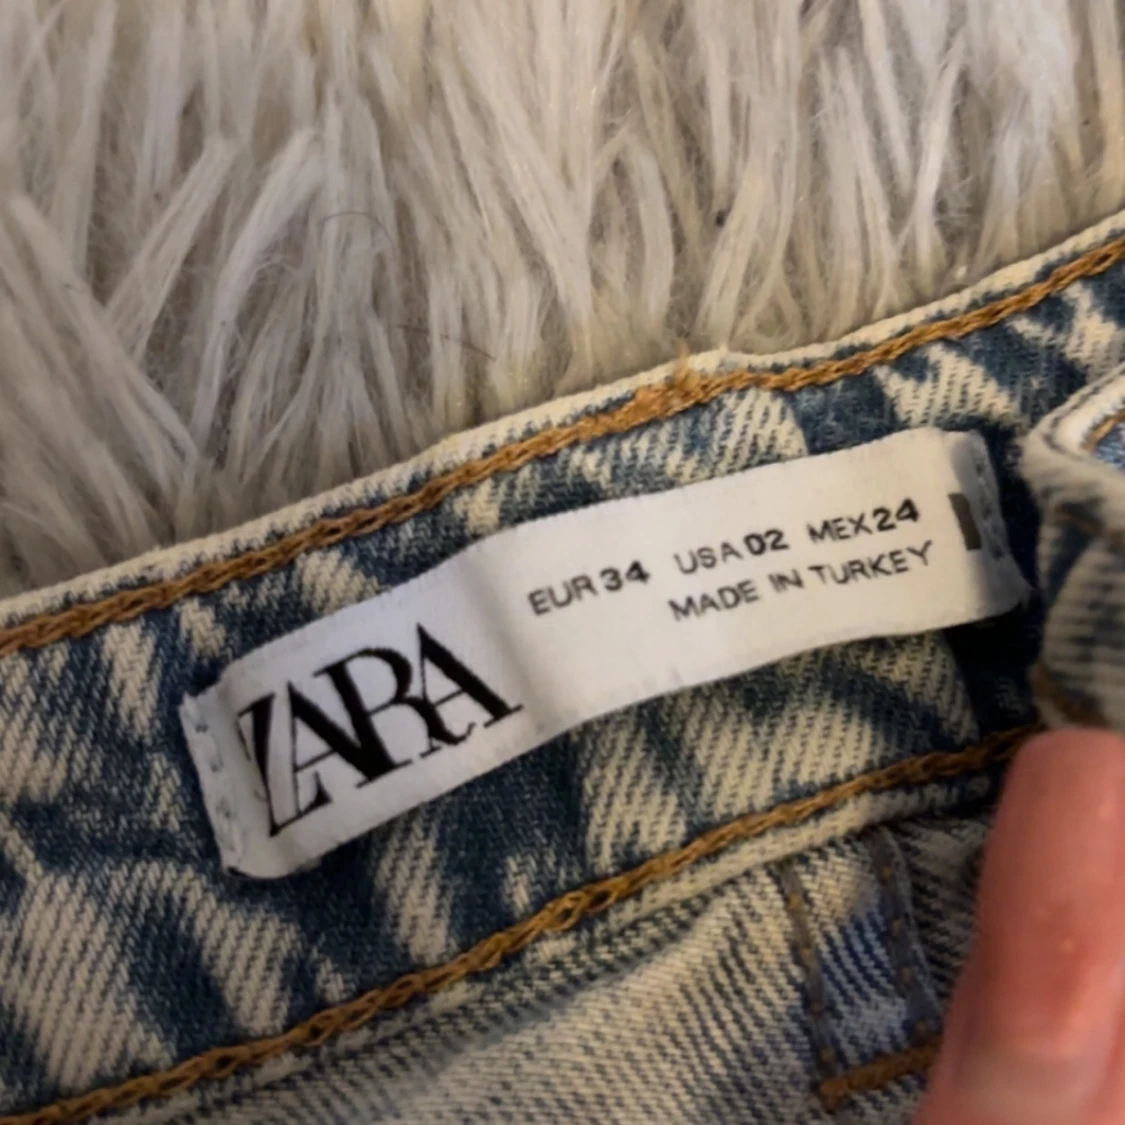 ZARA
EUR 34 USA 02 MEX 24
MADE IN TURKEY